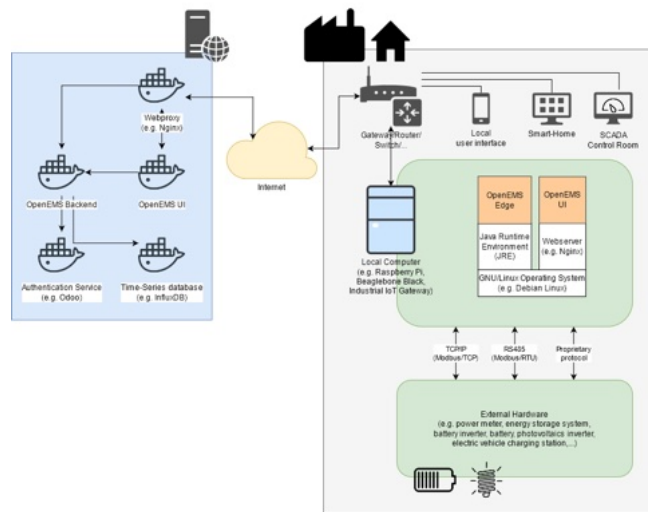 Webproxy
(e.g. Nginx)
OpenEMS Backend
OpenEMS UI
Authentication Service
(e.g. Odoo)
Time-Series database
(e.g. InfluxDB)
Internet
Gateway/Router/
Switch/...
Local
user interface
Smart-Home
SCADA
Control Room
Local Computer
(e.g. Raspberry Pi,
Beaglebone Black,
Industrial IoT Gateway)
OpenEMS
Edge
OpenEMS
UI
Java Runtime
Environment
(JRE)
Webserver
(e.g. Nginx)
GNU/Linux Operating System
(e.g. Debian Linux)
TCP/IP
(Modbus/TCP)
RS485
(Modbus/RTU)
Proprietary
protocol
External Hardware
(e.g. power meter, energy storage system,
battery inverter, battery, photovoltaics inverter,
electric vehicle charging station,...)